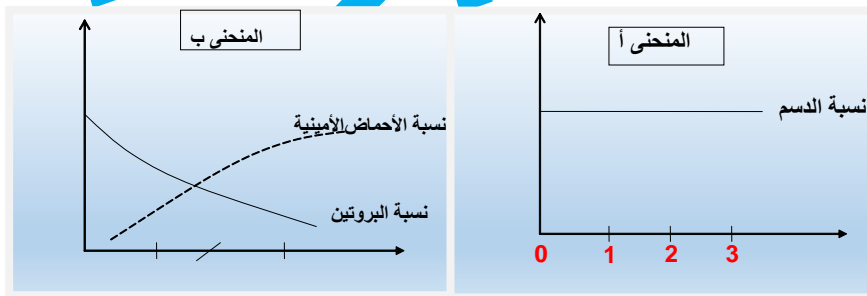 المنحنى أ
نسبة الدسم
0 1 2 3
المنحنى ب
نسبة الأحماض الأمينية
نسبة البروتين